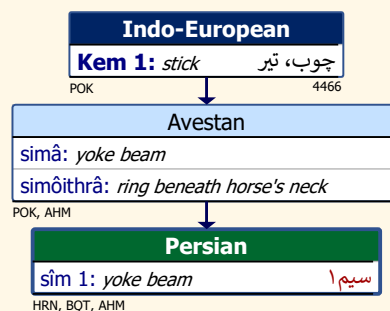 Indo-European
Kem 1: stick چوب، تیر
POK 4466
Avestan
simâ: yoke beam
simôithrâ: ring beneath horse's neck
POK, AHM
Persian
sîm 1: yoke beam سیم۱
HRN, BQT, AHM